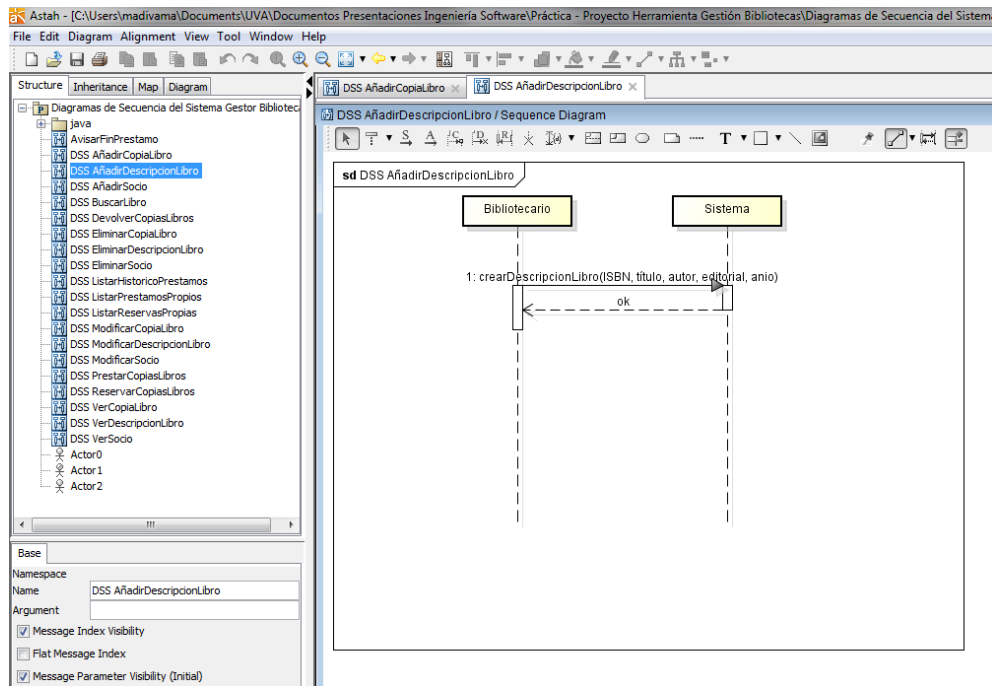 Astah - [C:\Users\madivama\Documents\UVA\Documentos Presentaciones Ingeniería Software\Práctica - Proyecto Herramienta Gestión Bibliotecas\Diagramas de Secuencia del Sistema
File Edit Diagram Alignment View Tool Window Help
Structure Inheritance Map Diagram
Diagramas de Secuencia del Sistema Gestor Bibliotec
java
AvisarFinPrestamo
DSS AñadirCopiaLibro
DSS AñadirDescripcionLibro
DSS AñadirSocio
DSS BuscarLibro
DSS DevolverCopiasLibros
DSS EliminarCopiaLibro
DSS EliminarDescripcionLibro
DSS EliminarSocio
DSS ListarHistoricoPrestamos
DSS ListarPrestamosPropios
DSS ListarReservasPropias
DSS ModificarCopiaLibro
DSS ModificarDescripcionLibro
DSS ModificarSocio
DSS PrestarCopiasLibros
DSS ReservarCopiasLibros
DSS VerCopiaLibro
DSS VerDescripcionLibro
DSS VerSocio
Actor0
Actor1
Actor2
Base
Namespace
Name DSS AñadirDescripcionLibro
Argument
Message Index Visibility
Flat Message Index
Message Parameter Visibility (Initial)
DSS AñadirCopiaLibro DSS AñadirDescripcionLibro
DSS AñadirDescripcionLibro / Sequence Diagram
sd DSS AñadirDescripcionLibro
Bibliotecario Sistema
1: crearDescripcionLibro(ISBN, título, autor, editorial, anio)
ok